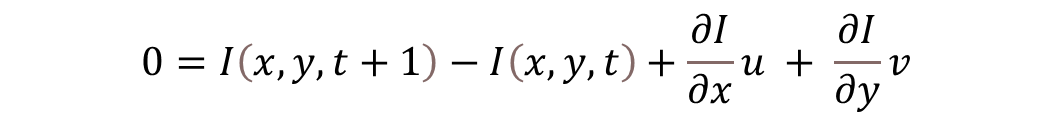 0 = I(x, y, t + 1) − I(x, y, t) + ∂I/∂x u + ∂I/∂y v